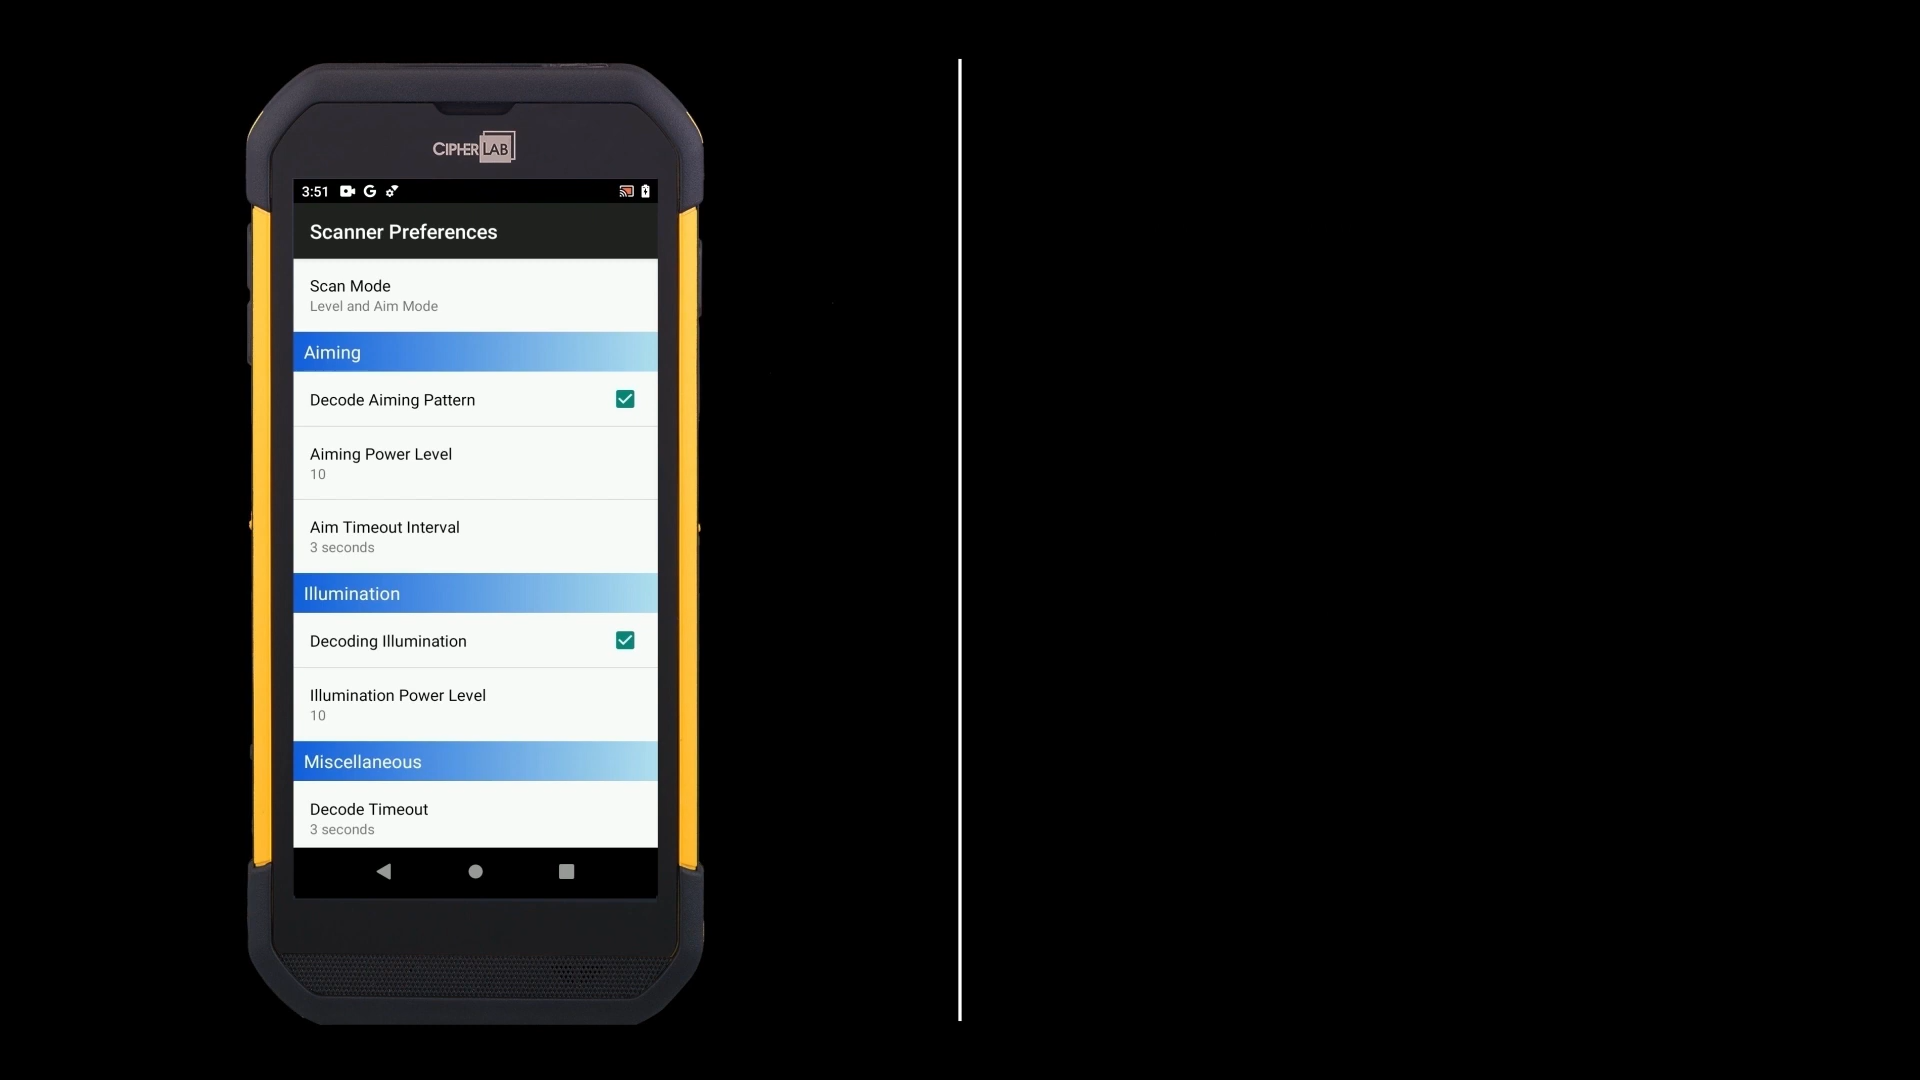 CIPHERLAB
3:51
Scanner Preferences
Scan Mode
Level and Aim Mode
Aiming
Decode Aiming Pattern
Aiming Power Level
10
Aim Timeout Interval
3 seconds
Illumination
Decoding Illumination
Illumination Power Level
10
Miscellaneous
Decode Timeout
3 seconds